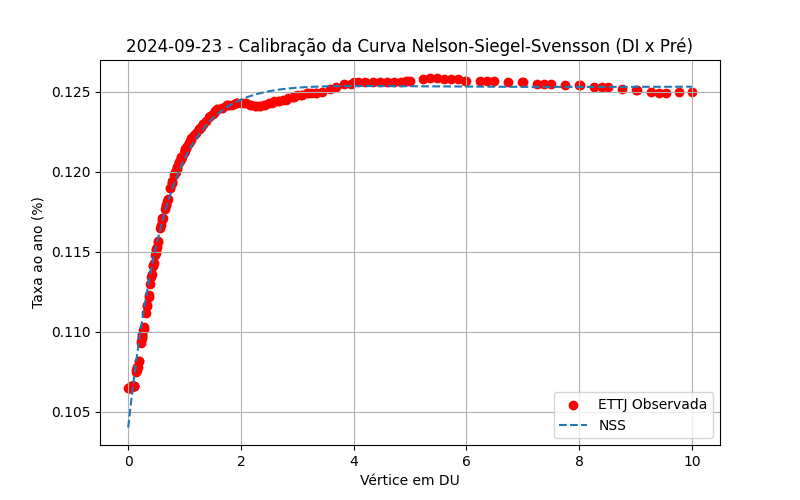 2024-09-23 - Calibração da Curva Nelson-Siegel-Svensson (DI x Pré)
Taxa ao ano (%)
0.125
0.120
0.115
0.110
0.105
ETTJ Observada
NSS
0 2 4 6 8 10
Vértice em DU